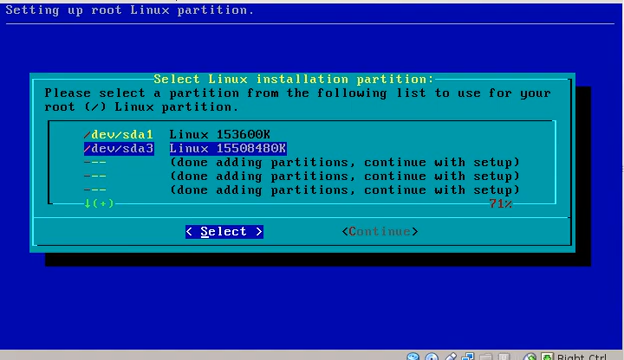 Setting up root Linux partition.
Select Linux installation partition:
Please select a partition from the following list to use for your
root (/) Linux partition.
/dev/sda1 Linux 153600K
/dev/sda3 Linux 15508480K
--- (done adding partitions, continue with setup)
--- (done adding partitions, continue with setup)
--- (done adding partitions, continue with setup)
↓(+) 71%
< Select > <Continue>
Right Ctrl